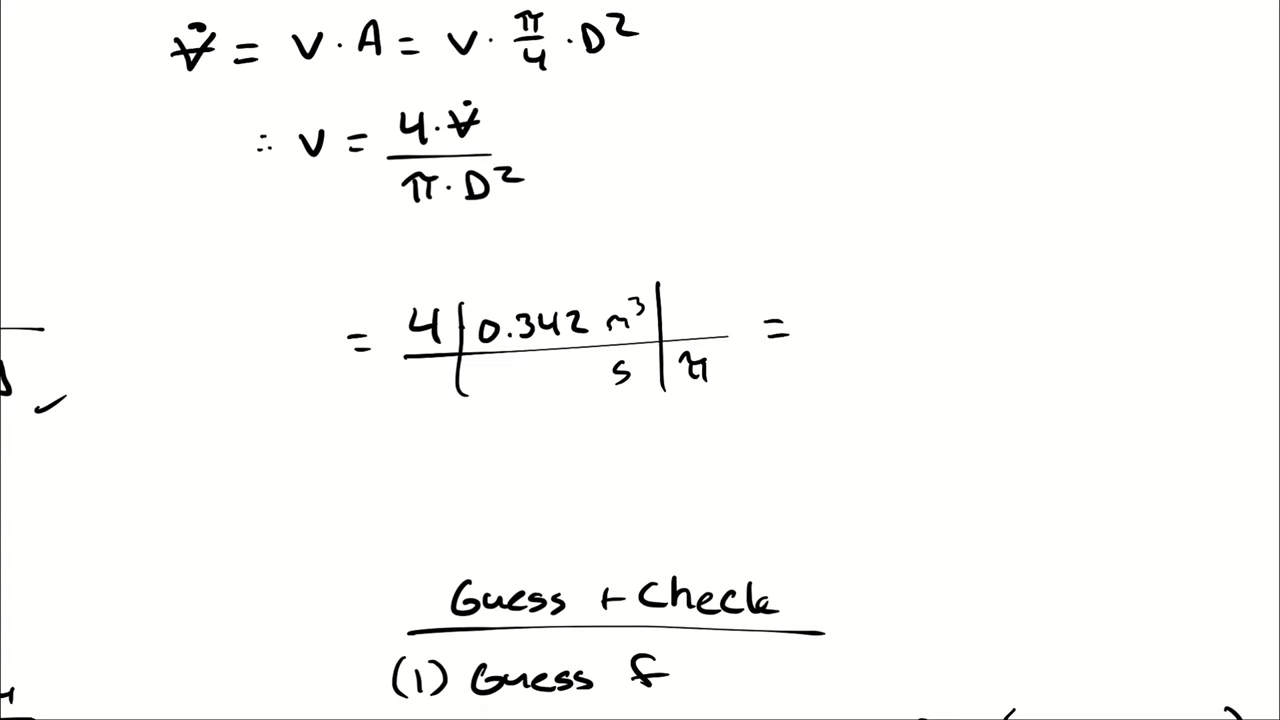 V̇ = V · A = V · π/4 · D²
∴ V = 4 · V̇ / π · D²
= 4 | 0.342 m³ / s | π =
Guess + Check
(1) Guess f